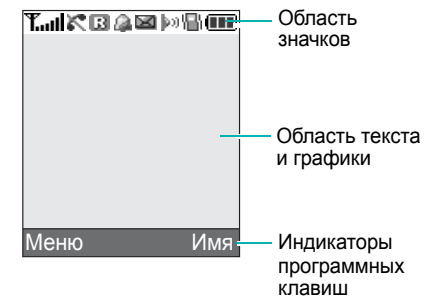 Область
значков
Область текста
и графики
Меню Имя
Индикаторы
программных
клавиш